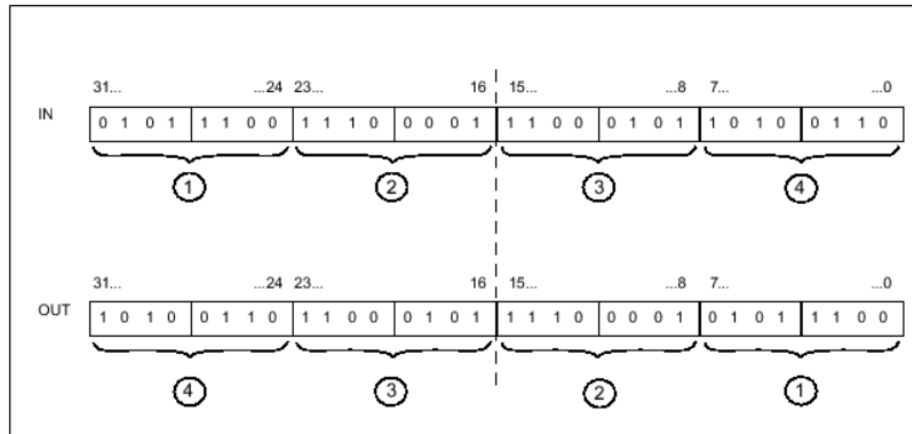 31... ...24 23... 16 15... ...8 7... ...0
IN 0 1 0 1 1 1 0 0 1 1 1 0 0 0 0 1 1 1 0 0 0 1 0 1 1 0 1 0 0 1 1 0
1 2 3 4
31... ...24 23... 16 15... ...8 7... ...0
OUT 1 0 1 0 0 1 1 0 1 1 0 0 0 1 0 1 1 1 1 0 0 0 0 1 0 1 0 1 1 1 0 0
4 3 2 1